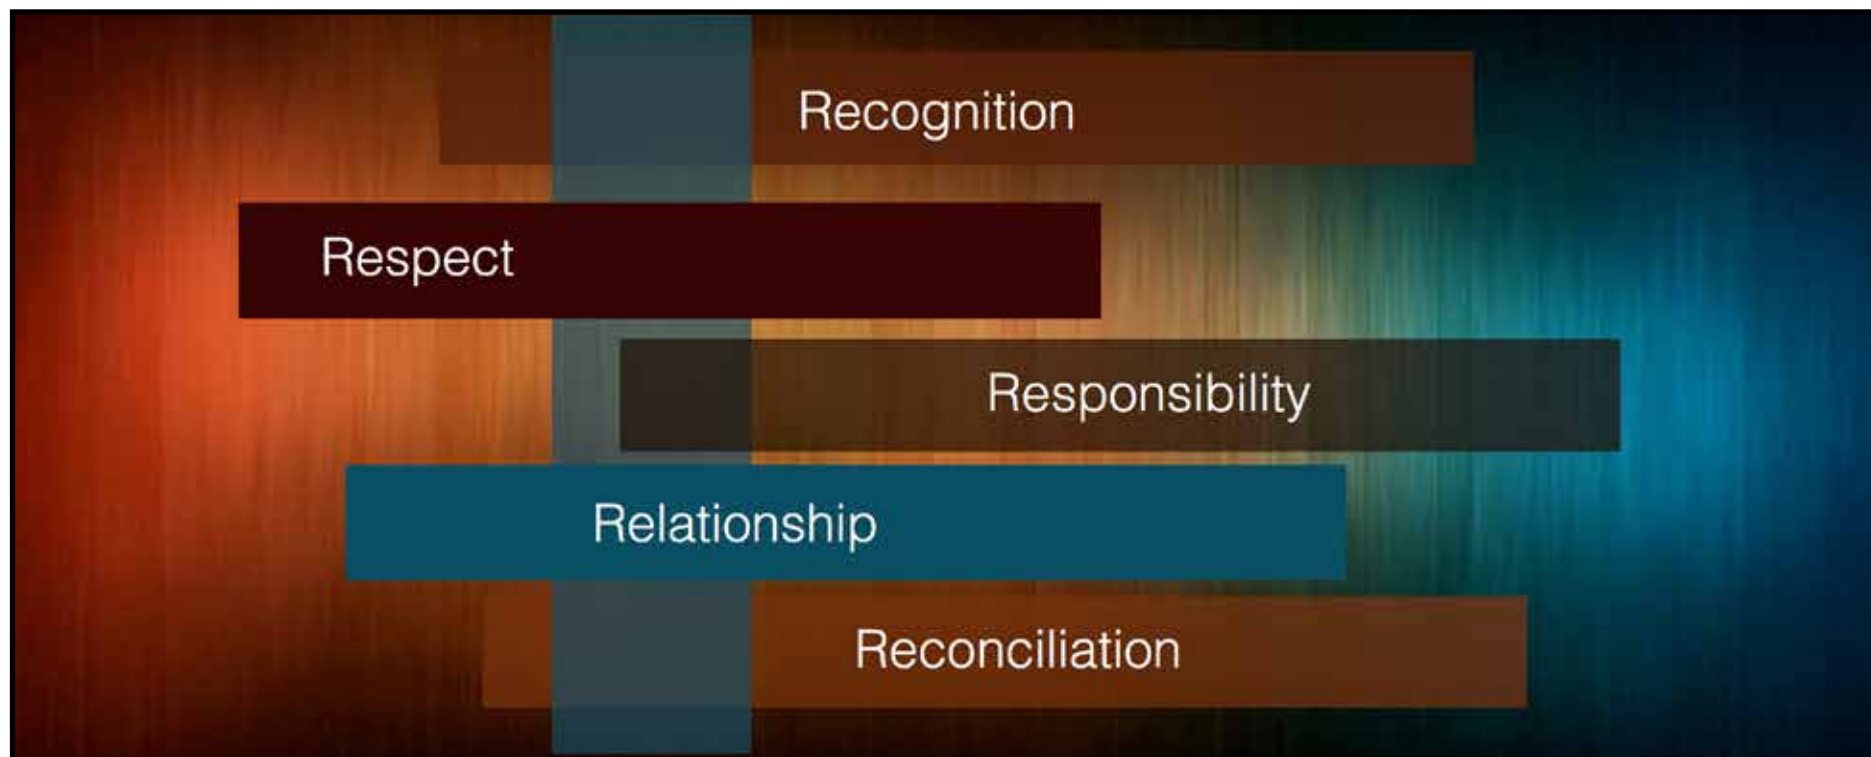 Recognition
Respect
Responsibility
Relationship
Reconciliation